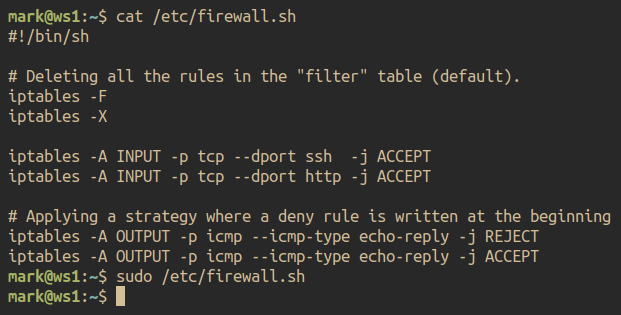 mark@ws1:~$ cat /etc/firewall.sh
#!/bin/sh
# Deleting all the rules in the "filter" table (default).
iptables -F
iptables -X
iptables -A INPUT -p tcp --dport ssh  -j ACCEPT
iptables -A INPUT -p tcp --dport http -j ACCEPT
# Applying a strategy where a deny rule is written at the beginning
iptables -A OUTPUT -p icmp --icmp-type echo-reply -j REJECT
iptables -A OUTPUT -p icmp --icmp-type echo-reply -j ACCEPT
mark@ws1:~$ sudo /etc/firewall.sh
mark@ws1:~$